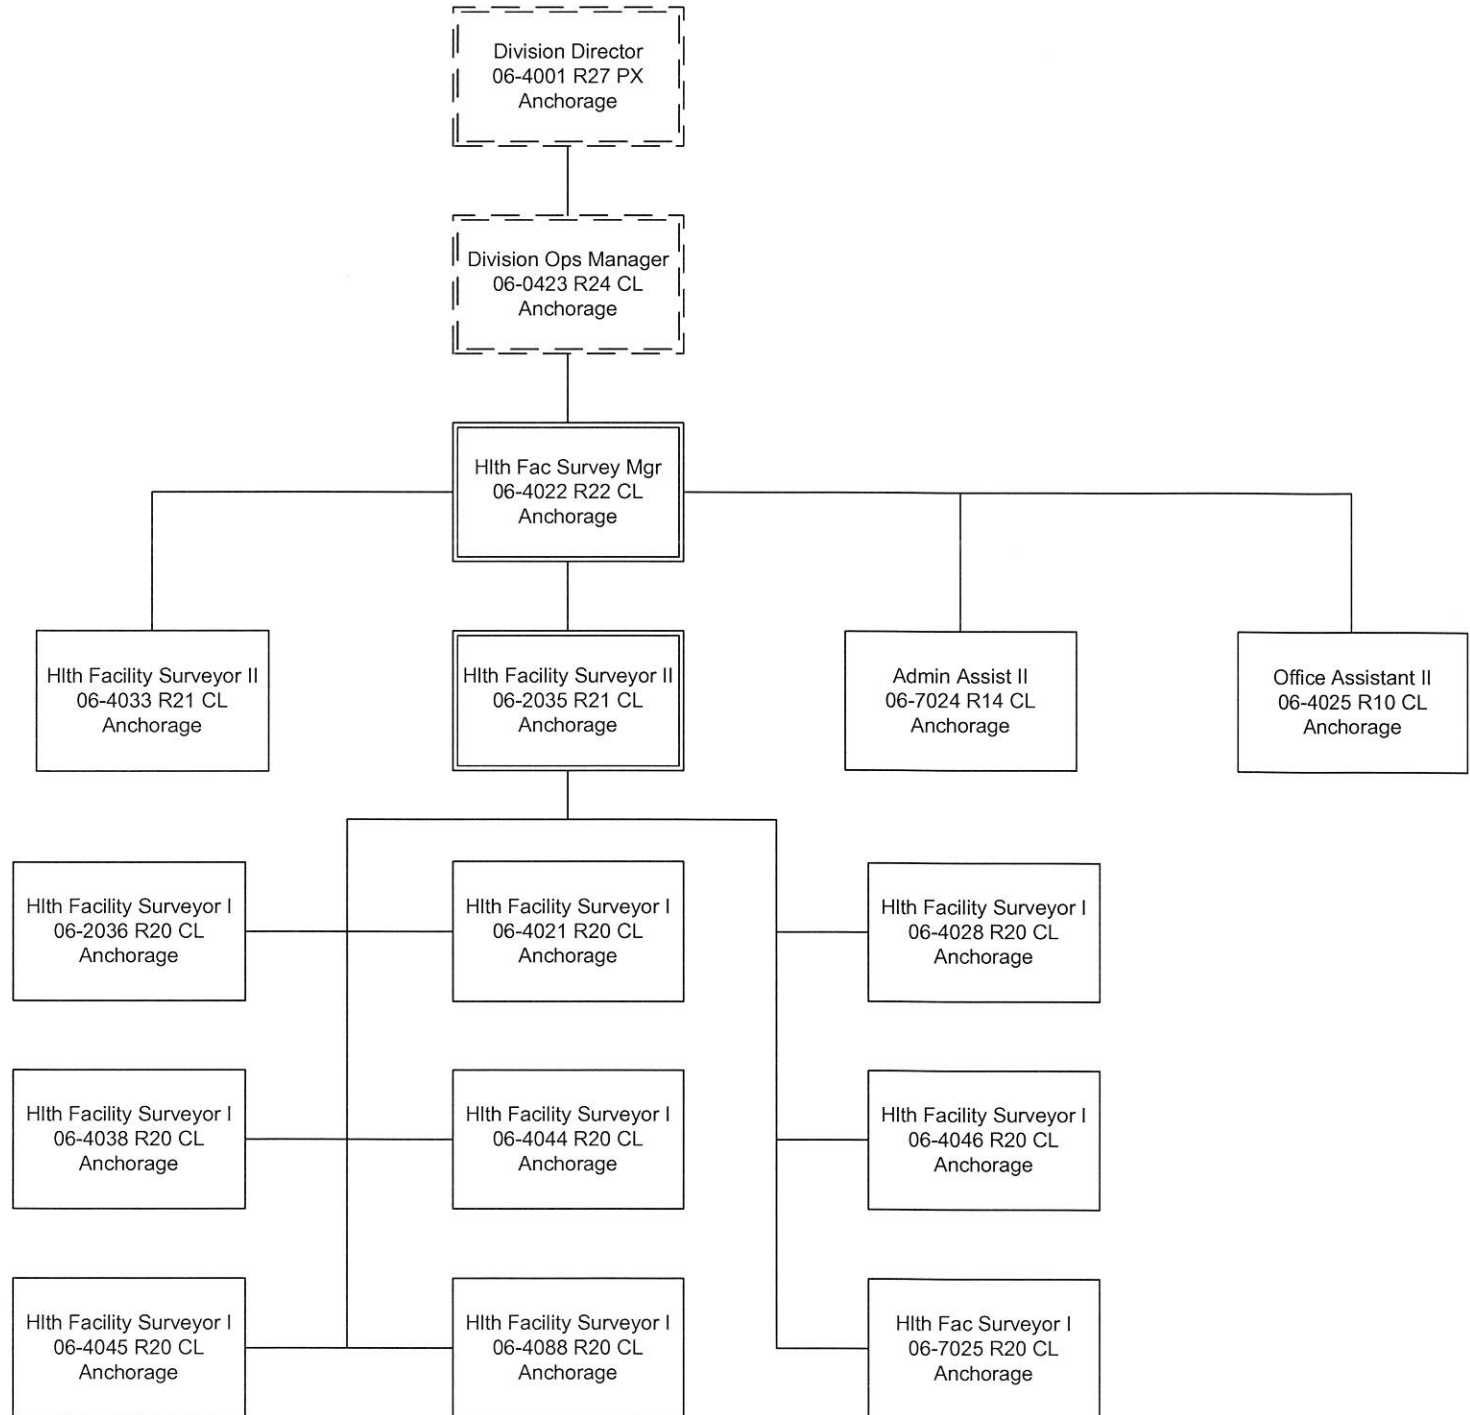 Division Director
06-4001 R27 PX
Anchorage
Division Ops Manager
06-0423 R24 CL
Anchorage
Hlth Fac Survey Mgr
06-4022 R22 CL
Anchorage
Hlth Facility Surveyor II
06-4033 R21 CL
Anchorage
Hlth Facility Surveyor II
06-2035 R21 CL
Anchorage
Admin Assist II
06-7024 R14 CL
Anchorage
Office Assistant II
06-4025 R10 CL
Anchorage
Hlth Facility Surveyor I
06-2036 R20 CL
Anchorage
Hlth Facility Surveyor I
06-4021 R20 CL
Anchorage
Hlth Facility Surveyor I
06-4028 R20 CL
Anchorage
Hlth Facility Surveyor I
06-4038 R20 CL
Anchorage
Hlth Facility Surveyor I
06-4044 R20 CL
Anchorage
Hlth Facility Surveyor I
06-4046 R20 CL
Anchorage
Hlth Facility Surveyor I
06-4045 R20 CL
Anchorage
Hlth Facility Surveyor I
06-4088 R20 CL
Anchorage
Hlth Fac Surveyor I
06-7025 R20 CL
Anchorage